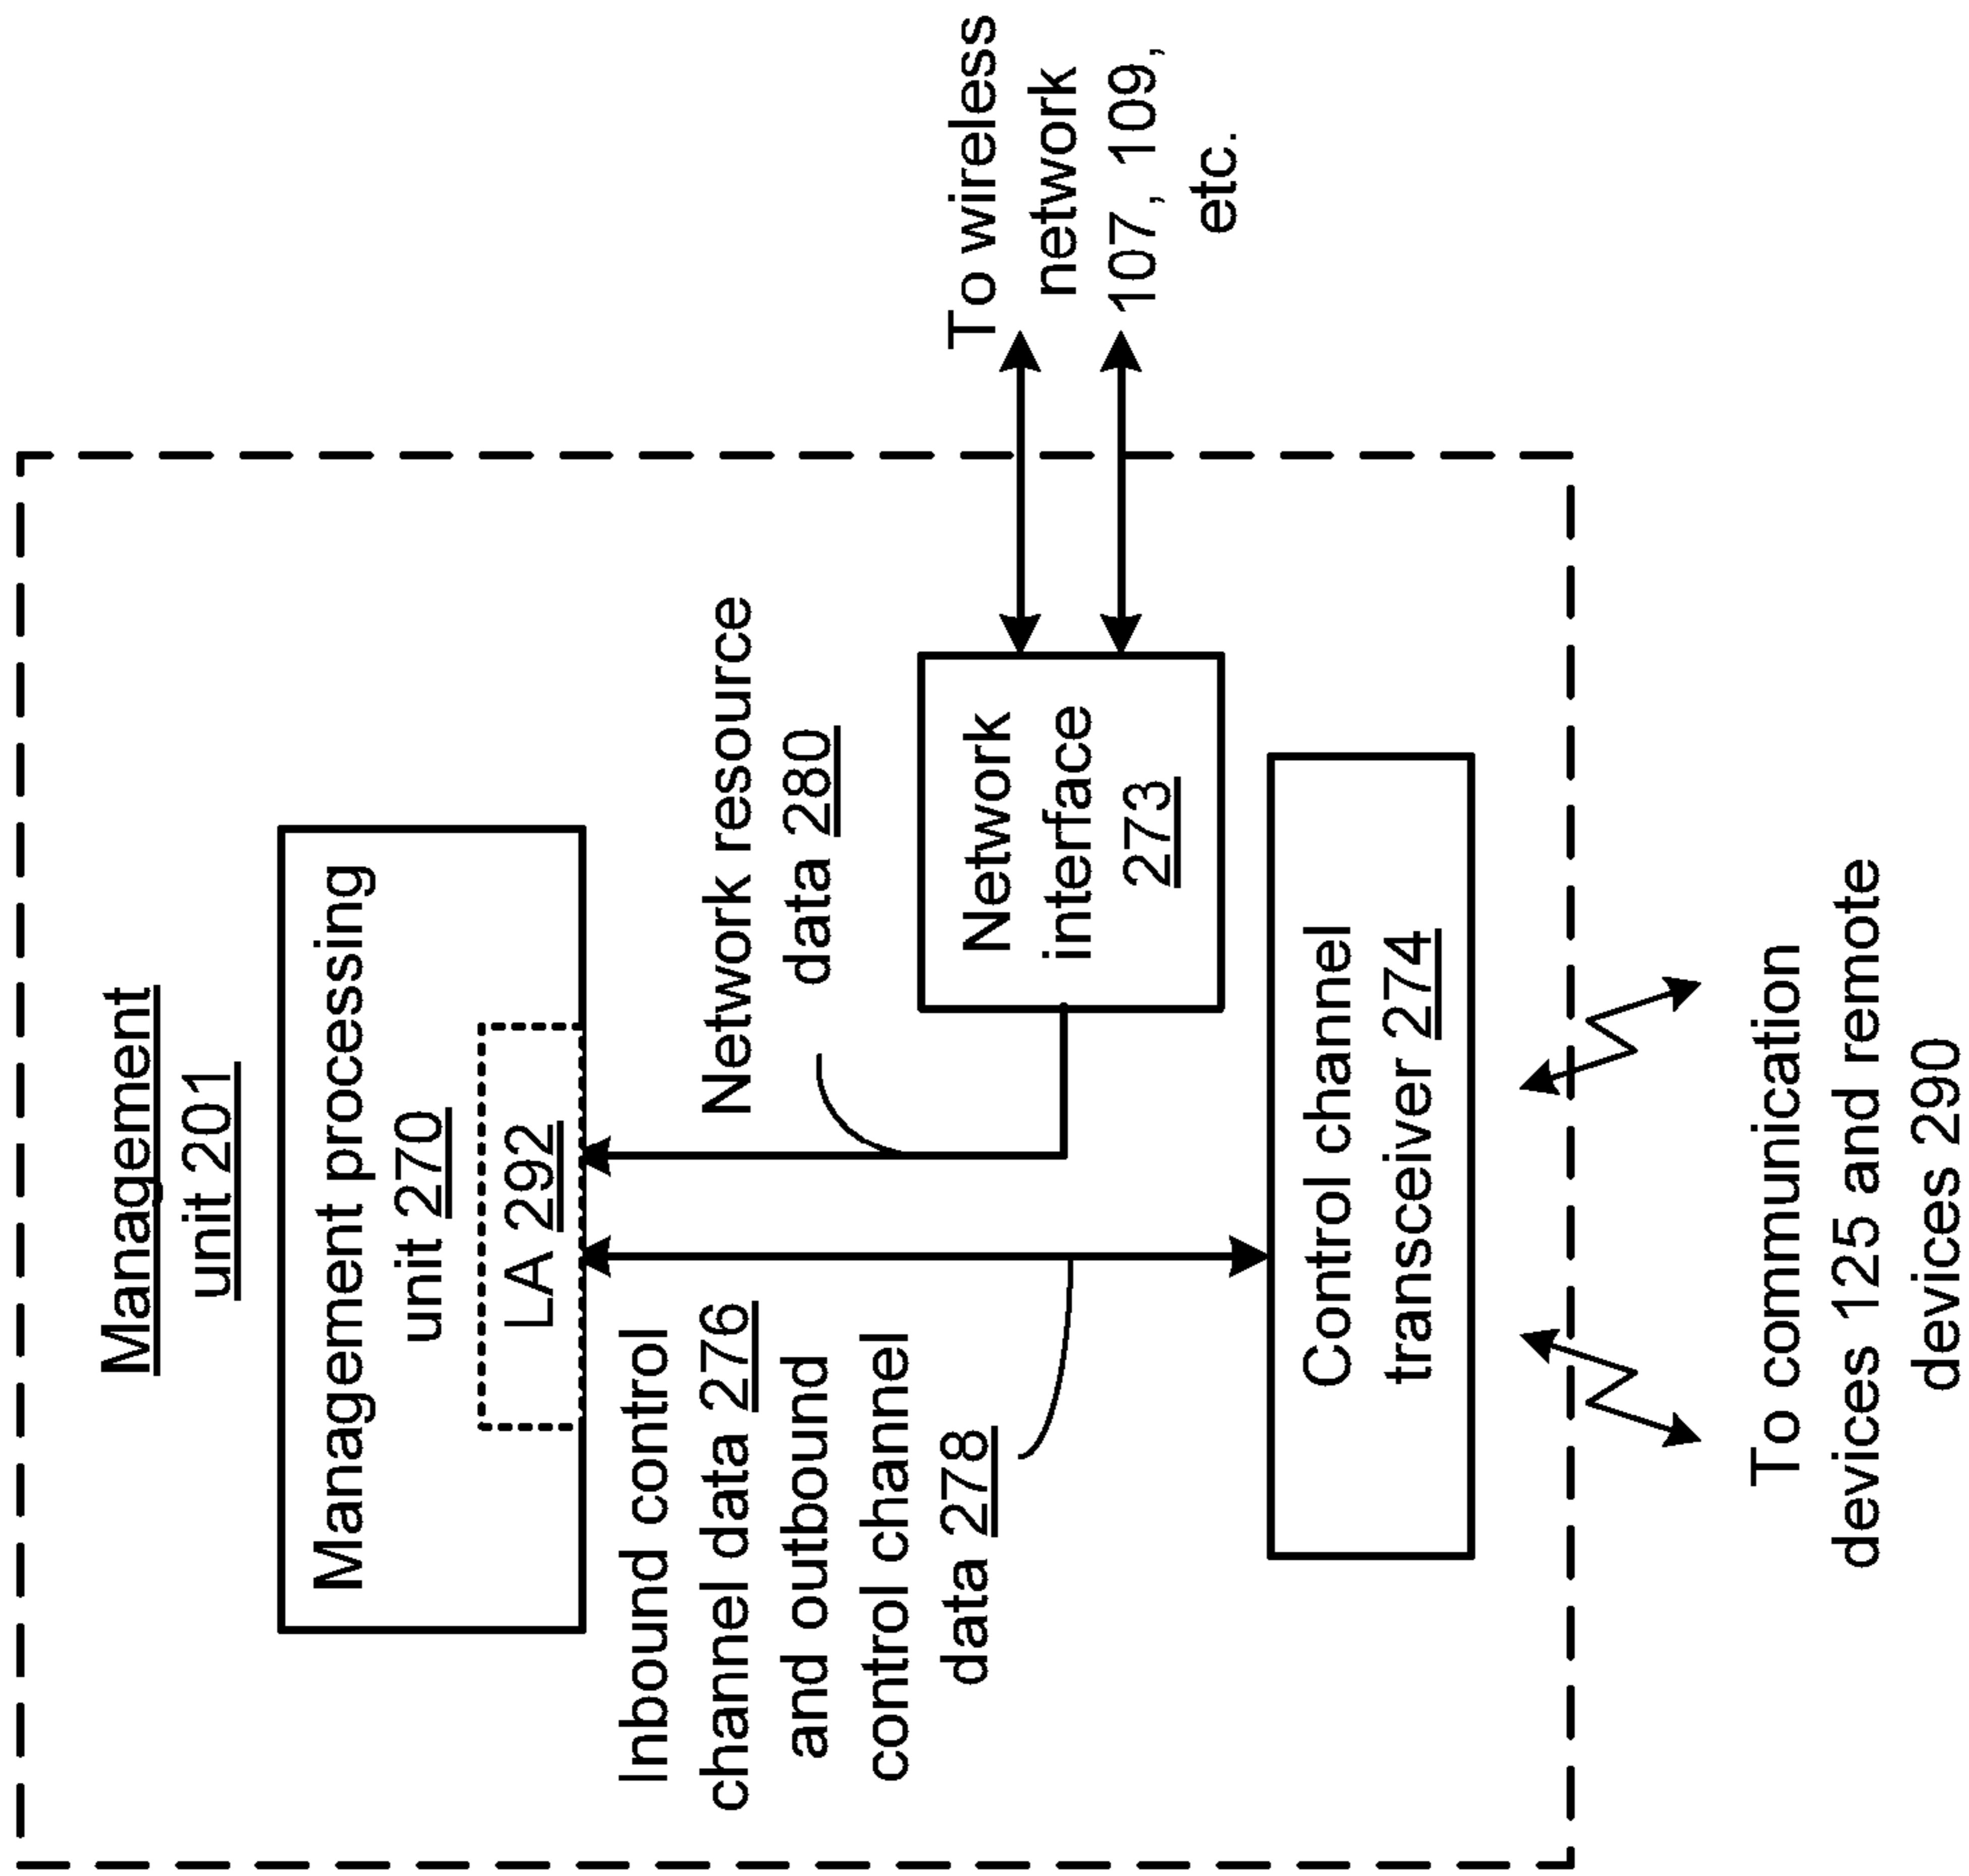 Management
unit 201
Management processing
unit 270
LA 292
Inbound control
channel data 276
and outbound
control channel
data 278
Network resource
data 280
Network
interface
273
To wireless
network
107, 109,
etc.
Control channel
transceiver 274
To communication
devices 125 and remote
devices 290